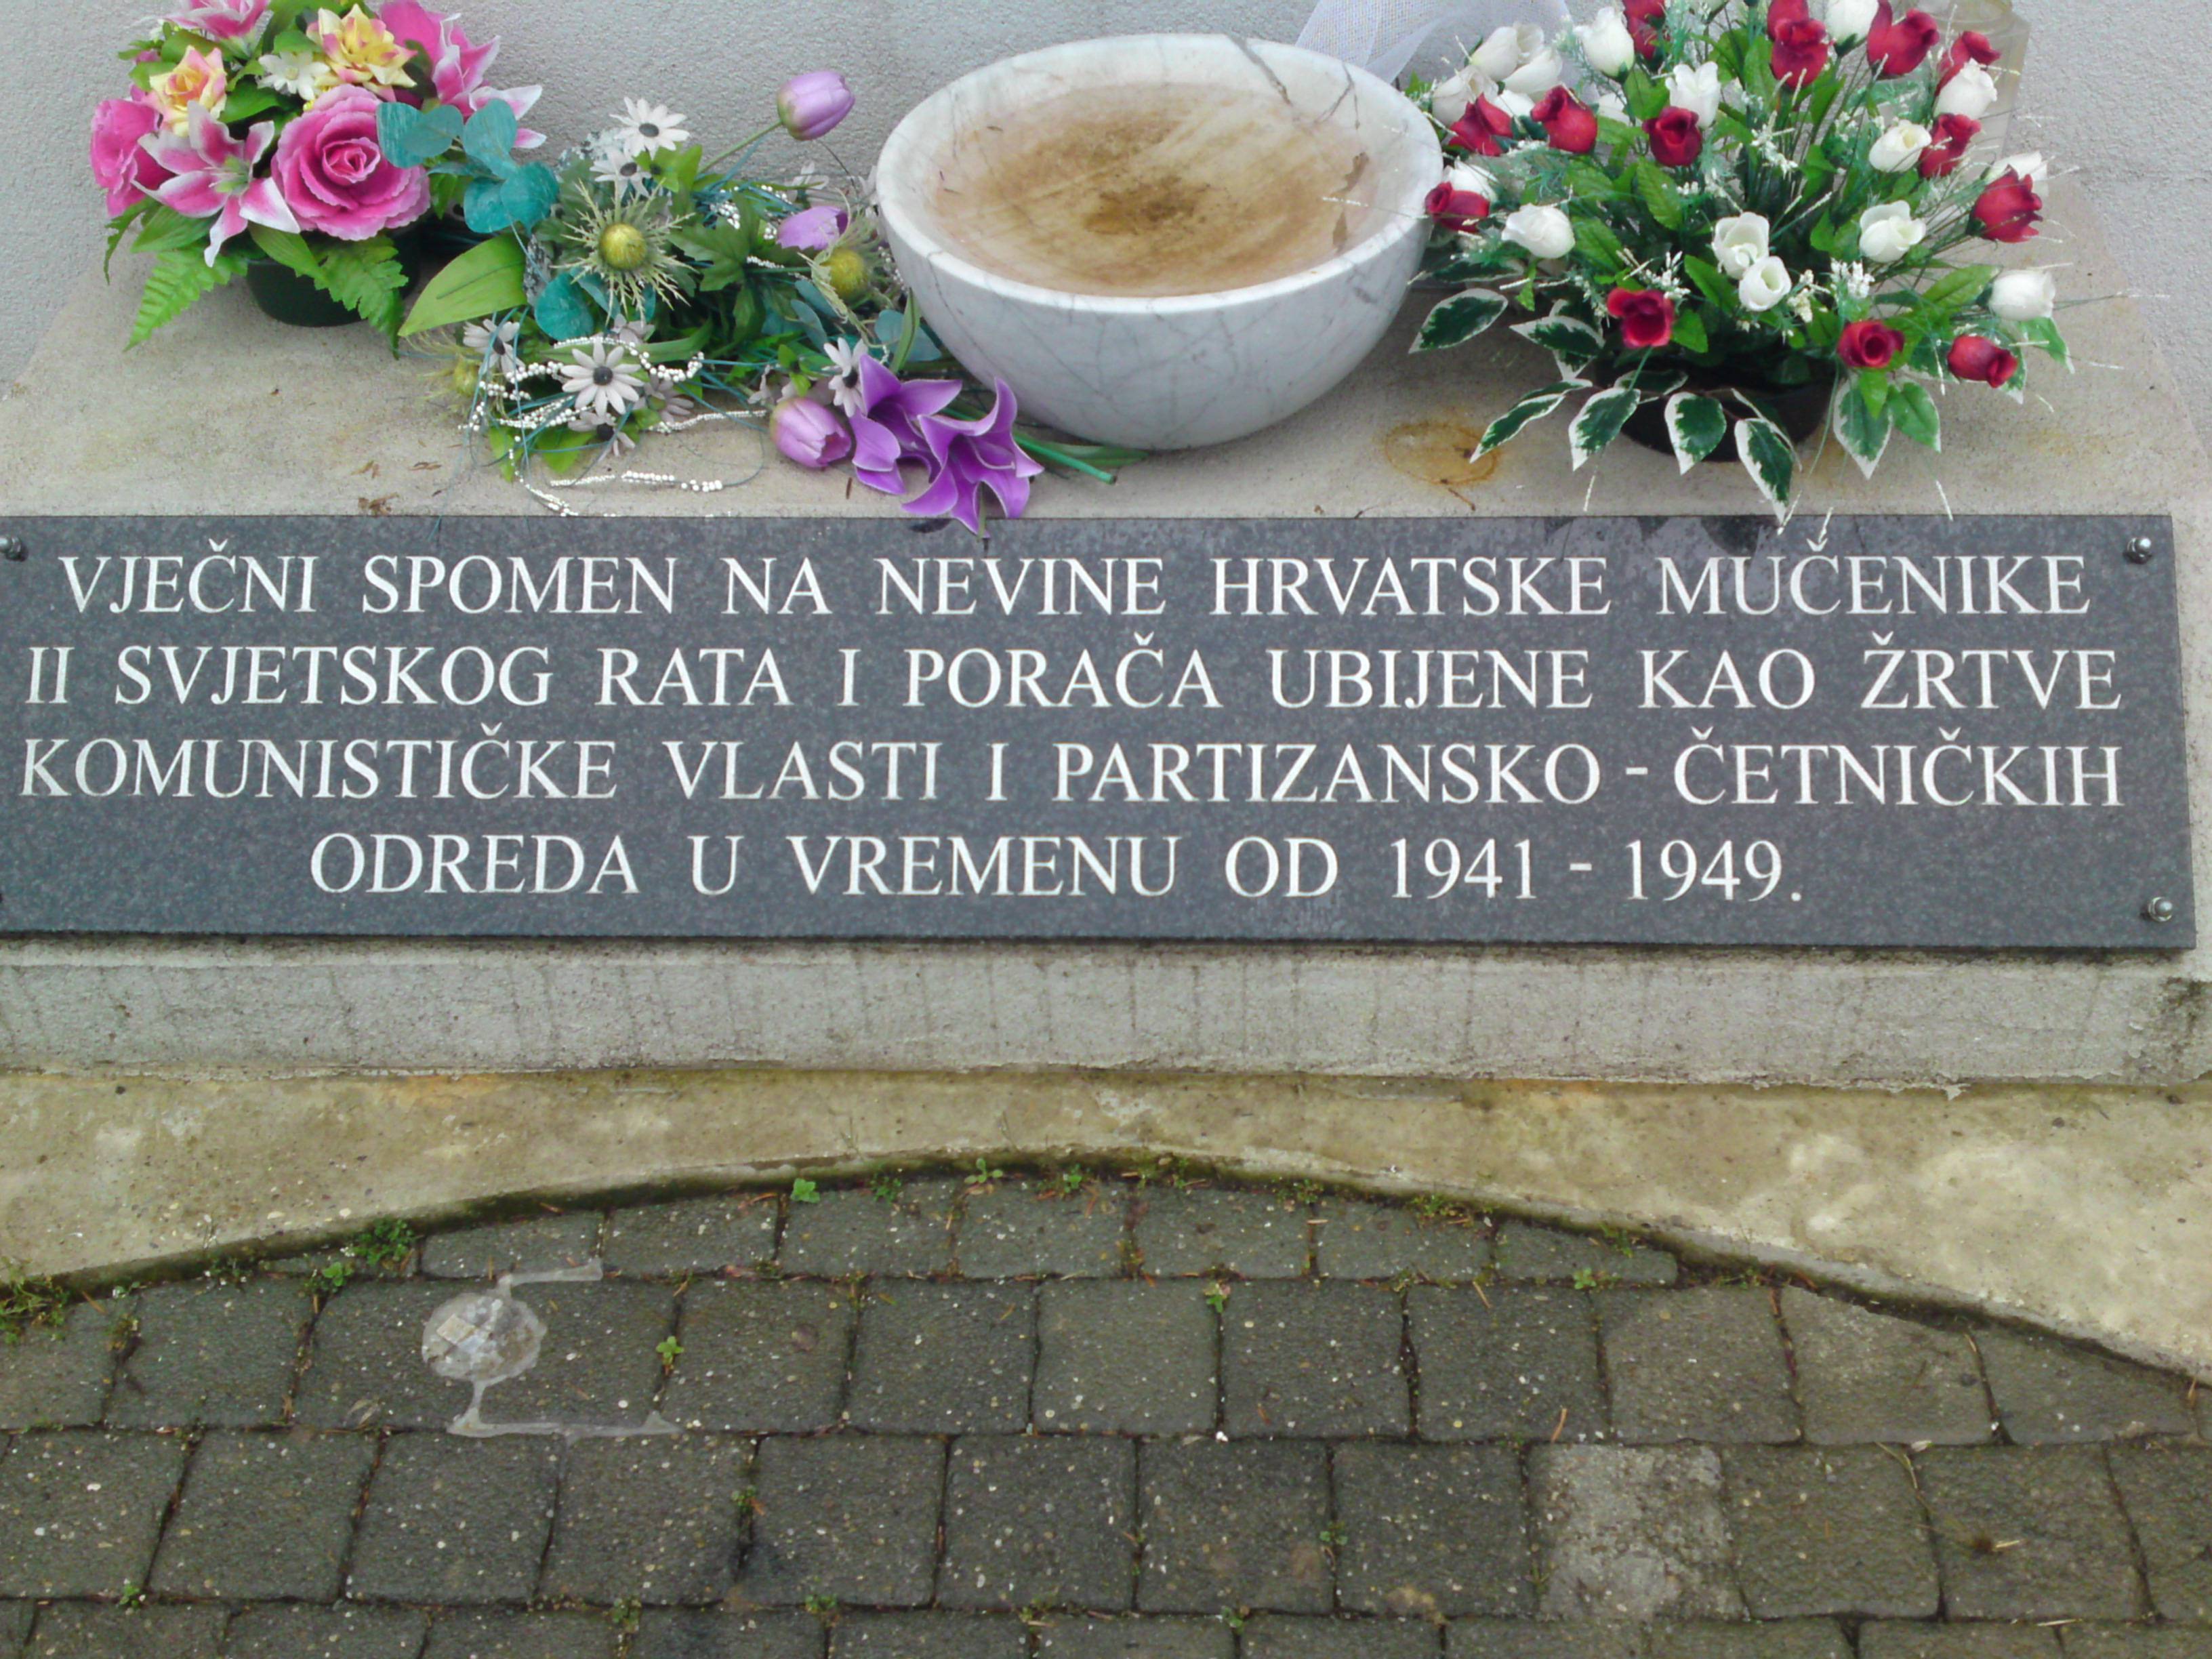 VJEČNI SPOMEN NA NEVINE HRVATSKE MUČENIKE
II SVJETSKOG RATA I PORAČA UBIJENE KAO ŽRTVE
KOMUNISTIČKE VLASTI I PARTIZANSKO - ČETNIČKIH
ODREDA U VREMENU OD 1941 - 1949.